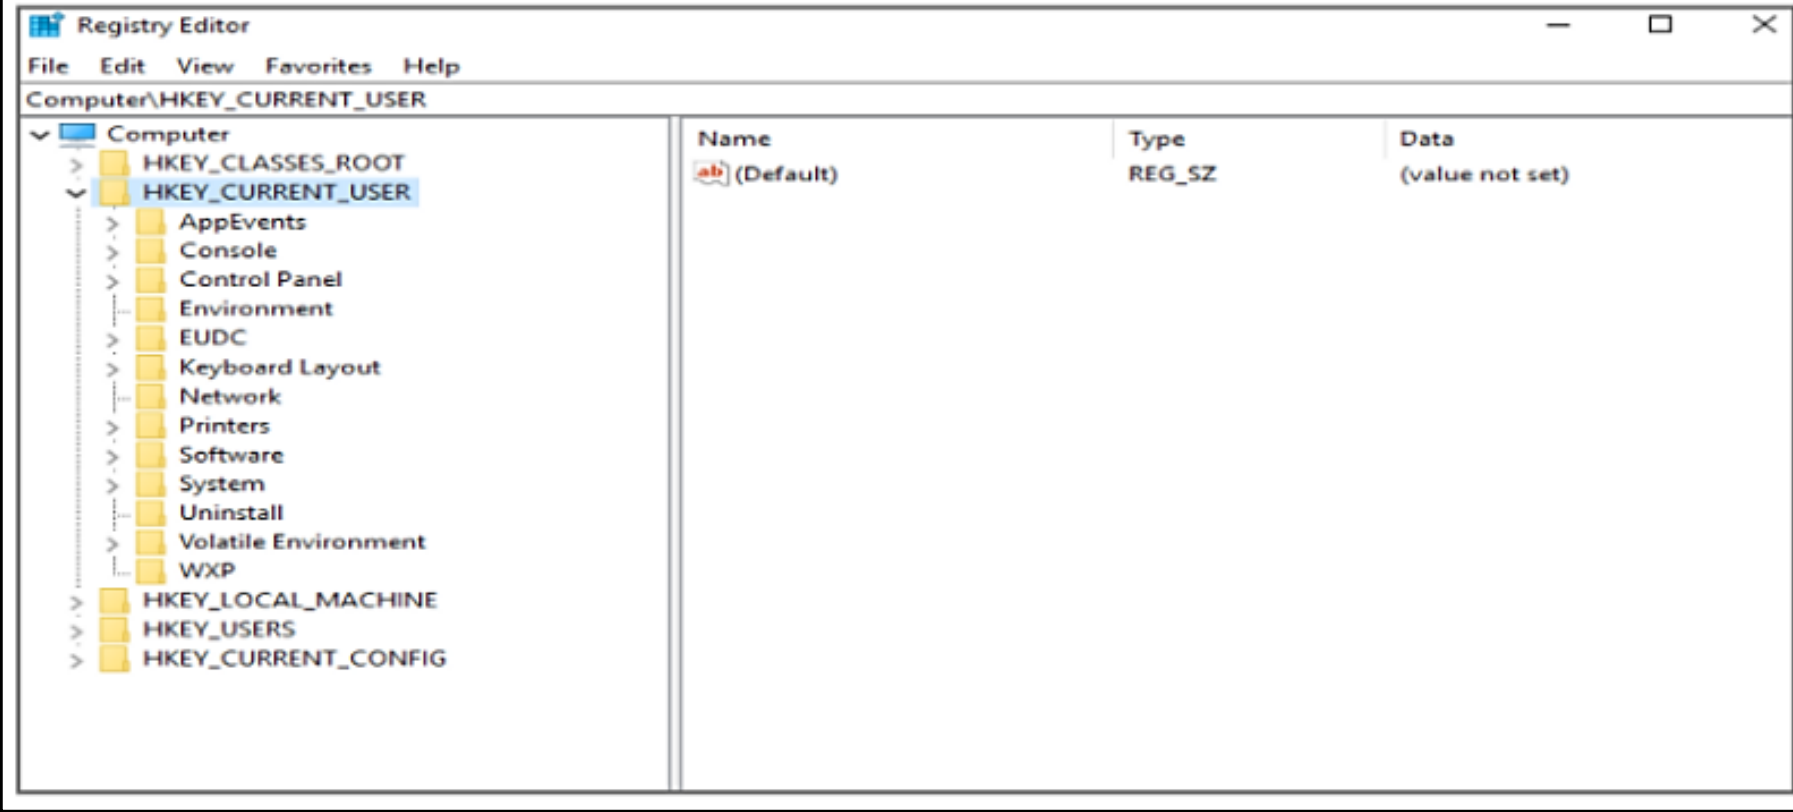 Registry Editor
File Edit View Favorites Help
Computer\HKEY_CURRENT_USER
Computer
HKEY_CLASSES_ROOT
HKEY_CURRENT_USER
AppEvents
Console
Control Panel
Environment
EUDC
Keyboard Layout
Network
Printers
Software
System
Uninstall
Volatile Environment
WXP
HKEY_LOCAL_MACHINE
HKEY_USERS
HKEY_CURRENT_CONFIG
Name Type Data
ab (Default) REG_SZ (value not set)